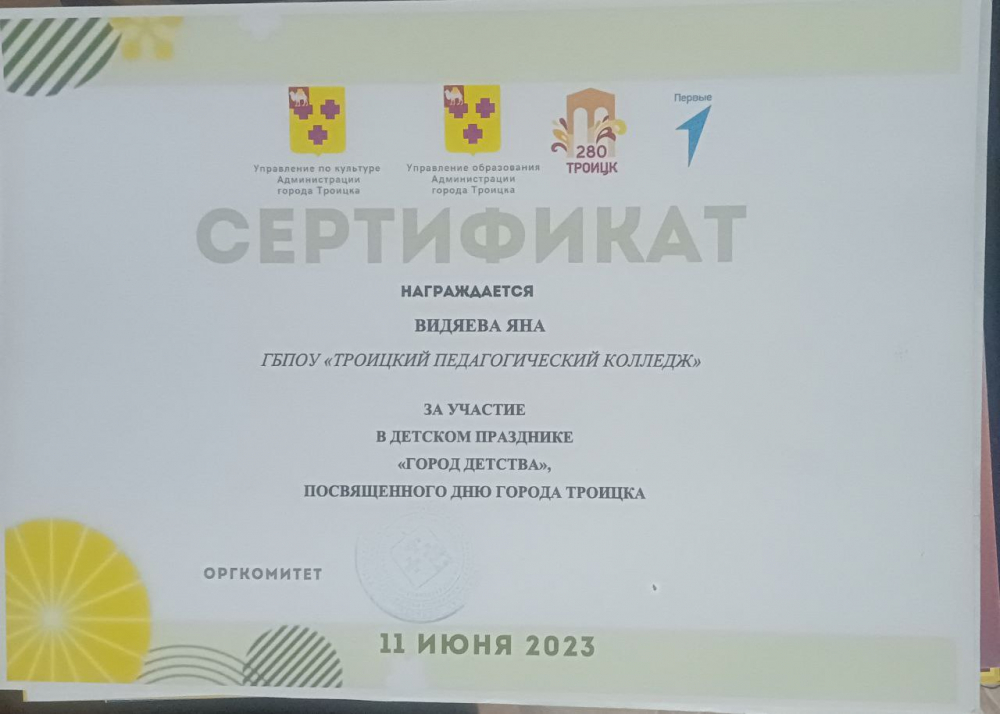 Управление по культуре
Администрации
города Троицка
Управление образования
Администрации
города Троицка
280
ТРОИЦК
Первые
СЕРТИФИКАТ
НАГРАЖДАЕТСЯ
ВИДЯЕВА ЯНА
ГБПОУ «ТРОИЦКИЙ ПЕДАГОГИЧЕСКИЙ КОЛЛЕДЖ»
ЗА УЧАСТИЕ
В ДЕТСКОМ ПРАЗДНИКЕ
«ГОРОД ДЕТСТВА»,
ПОСВЯЩЕННОГО ДНЮ ГОРОДА ТРОИЦКА
ОРГКОМИТЕТ
11 ИЮНЯ 2023